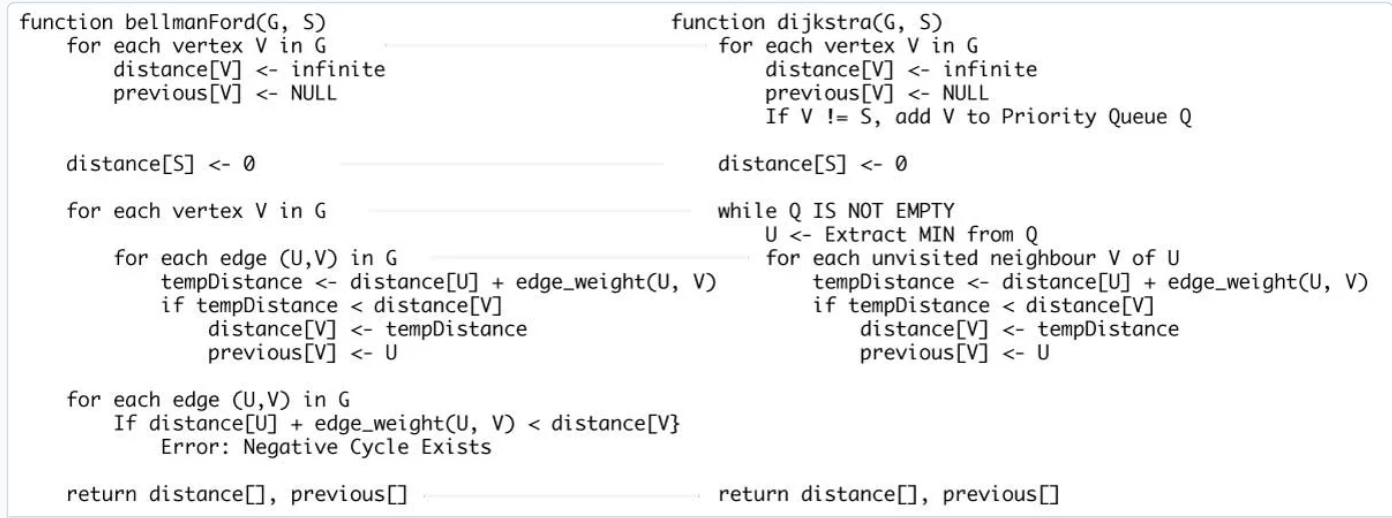 function bellmanFord(G, S)
    for each vertex V in G
        distance[V] <- infinite
        previous[V] <- NULL

    distance[S] <- 0

    for each vertex V in G

        for each edge (U,V) in G
            tempDistance <- distance[U] + edge_weight(U, V)
            if tempDistance < distance[V]
                distance[V] <- tempDistance
                previous[V] <- U

    for each edge (U,V) in G
        If distance[U] + edge_weight(U, V) < distance[V}
            Error: Negative Cycle Exists

    return distance[], previous[]

function dijkstra(G, S)
    for each vertex V in G
        distance[V] <- infinite
        previous[V] <- NULL
        If V != S, add V to Priority Queue Q

    distance[S] <- 0

    while Q IS NOT EMPTY
        U <- Extract MIN from Q
        for each unvisited neighbour V of U
            tempDistance <- distance[U] + edge_weight(U, V)
            if tempDistance < distance[V]
                distance[V] <- tempDistance
                previous[V] <- U

    return distance[], previous[]